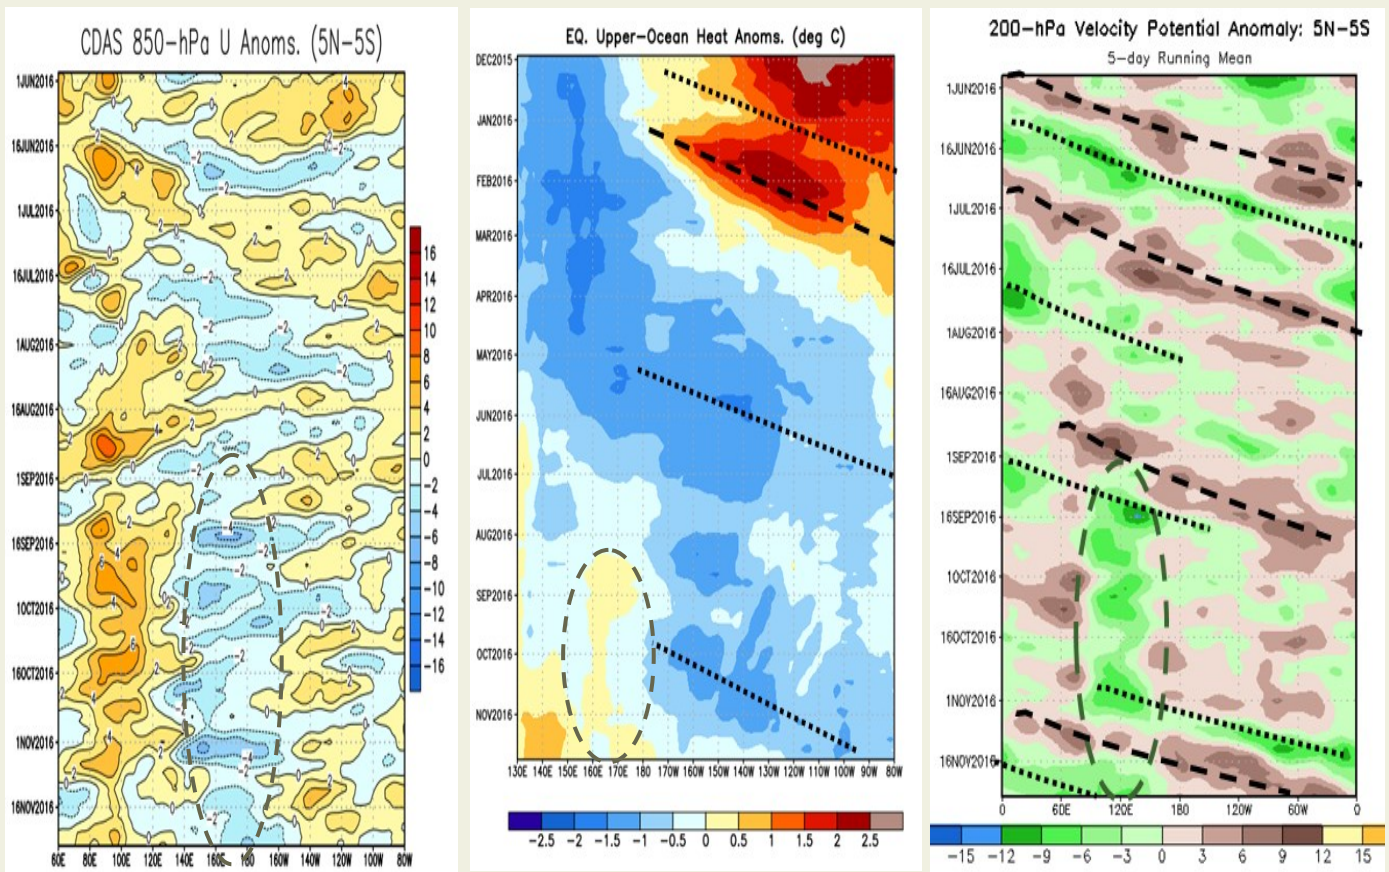 CDAS 850-hPa U Anoms. (5N-5S)
1JUN2016
16JUN2016
1JUL2016
16JUL2016
1AUG2016
16AUG2016
1SEP2016
16SEP2016
1OCT2016
16OCT2016
1NOV2016
16NOV2016
60E 80E 100E 120E 140E 160E 180 160W 140W 120W 100W 80W
16
14
12
10
8
6
4
2
0
-2
-4
-6
-8
-10
-12
-14
-16
EQ. Upper-Ocean Heat Anoms. (deg C)
DEC2015
JAN2016
FEB2016
MAR2016
APR2016
MAY2016
JUN2016
JUL2016
AUG2016
SEP2016
OCT2016
NOV2016
130E 140E 150E 160E 170E 180 170W 160W 150W 140W 130W 120W 110W 100W 90W 80W
-2.5 -2 -1.5 -1 -0.5 0 0.5 1 1.5 2 2.5
200-hPa Velocity Potential Anomaly: 5N-5S
5-day Running Mean
1JUN2016
16JUN2016
1JUL2016
16JUL2016
1AUG2016
16AUG2016
1SEP2016
16SEP2016
1OCT2016
16OCT2016
1NOV2016
16NOV2016
0 60E 120E 180 120W 60W 0
-15 -12 -9 -6 -3 0 3 6 9 12 15